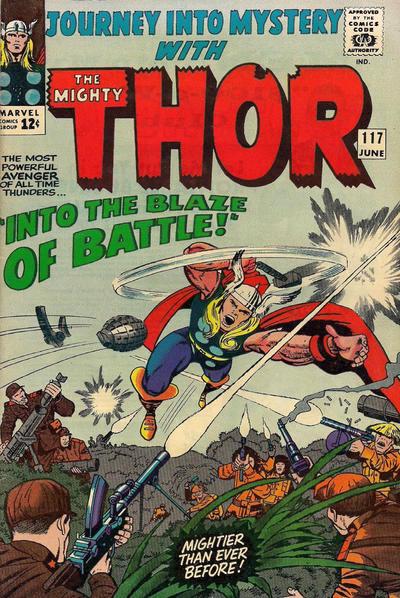 JOURNEY INTO MYSTERY
WITH
THE
MIGHTY
THOR
APPROVED
BY THE
COMICS
CODE
CA
AUTHORITY
IND.
MARVEL
COMICS
GROUP
12¢
117
JUNE
THE MOST
POWERFUL
AVENGER
OF ALL TIME
THUNDERS...
"INTO THE BLAZE
OF BATTLE!"
MIGHTIER
THAN EVER
BEFORE!